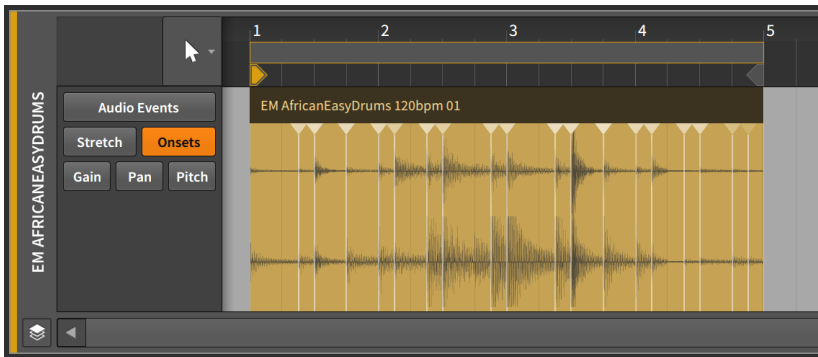 1 2 3 4 5
EM AFRICANEASYDRUMS
Audio Events
Stretch Onsets
Gain Pan Pitch
EM AfricanEasyDrums 120bpm 01